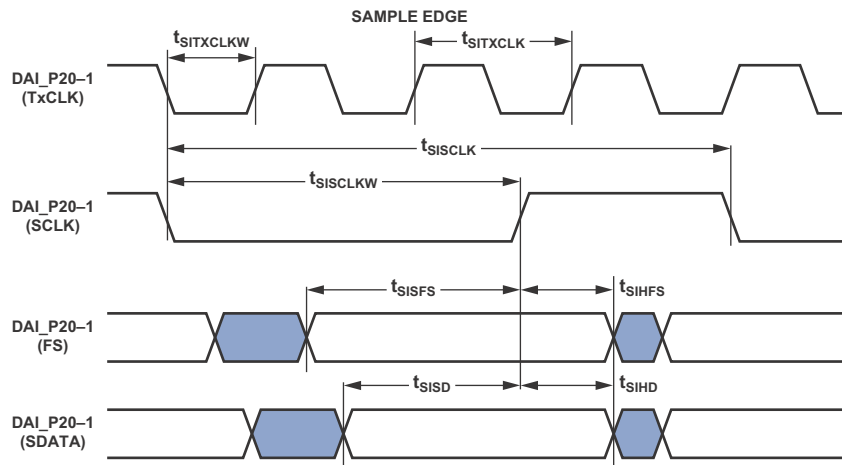 SAMPLE EDGE
tSITXCLKW
tSITXCLK
DAI_P20–1
(TxCLK)
tSISCLK
tSISCLKW
DAI_P20–1
(SCLK)
tSISFS
tSIHFS
DAI_P20–1
(FS)
tSISD
tSIHD
DAI_P20–1
(SDATA)